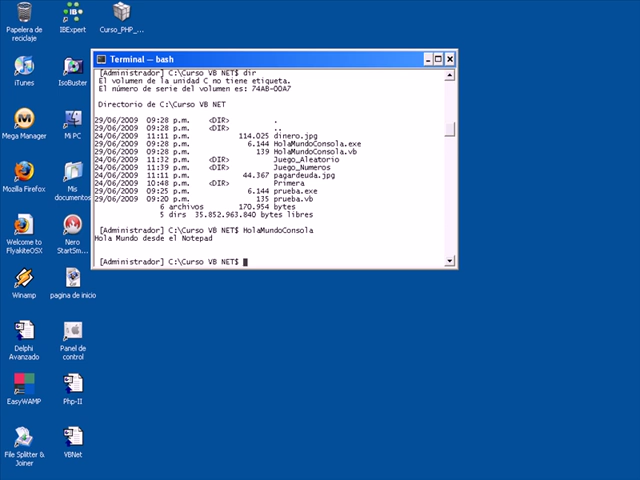 Papelera de
reciclaje
IBExpert
Curso_PHP_...
iTunes
IsoBuster
Mega Manager
Mi PC
Mozilla Firefox
Mis
documentos
Welcome to
FlyakiteOSX
Nero
StartSm...
Winamp
pagina de inicio
Delphi
Avanzado
Panel de
control
EasyWAMP
Php-II
File Splitter &
Joiner
VBNet
Terminal — bash
[Administrador] C:\Curso VB NET$ dir
El volumen de la unidad C no tiene etiqueta.
El número de serie del volumen es: 74AB-00A7
Directorio de C:\Curso VB NET
29/06/2009 09:28 p.m. <DIR> .
29/06/2009 09:28 p.m. <DIR> ..
24/06/2009 11:11 p.m. 114.025 dinero.jpg
29/06/2009 09:28 p.m. 6.144 HolaMundoConsola.exe
29/06/2009 09:28 p.m. 139 HolaMundoConsola.vb
24/06/2009 11:32 p.m. <DIR> Juego_Aleatorio
24/06/2009 11:39 p.m. <DIR> Juego_Numeros
24/06/2009 11:11 p.m. 44.367 pagardeuda.jpg
24/06/2009 10:48 p.m. <DIR> Primera
29/06/2009 09:25 p.m. 6.144 prueba.exe
29/06/2009 09:20 p.m. 135 prueba.vb
6 archivos 170.954 bytes
5 dirs 35.852.963.840 bytes libres
[Administrador] C:\Curso VB NET$ HolaMundoConsola
Hola Mundo desde el Notepad
[Administrador] C:\Curso VB NET$